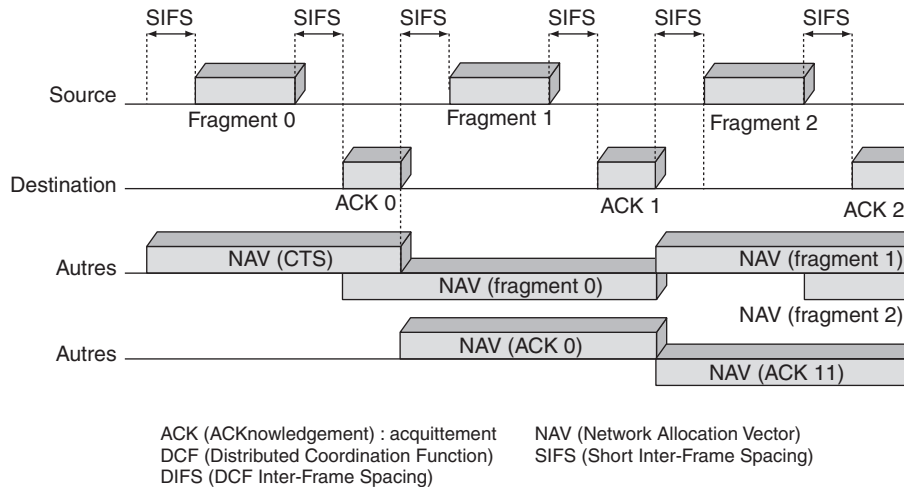 SIFS SIFS SIFS SIFS SIFS
Source
Fragment 0 Fragment 1 Fragment 2
Destination
ACK 0 ACK 1 ACK 2
Autres NAV (CTS) NAV (fragment 1)
NAV (fragment 0)
NAV (fragment 2)
Autres NAV (ACK 0)
NAV (ACK 11)
ACK (ACKnowledgement) : acquittement
DCF (Distributed Coordination Function)
DIFS (DCF Inter-Frame Spacing)
NAV (Network Allocation Vector)
SIFS (Short Inter-Frame Spacing)